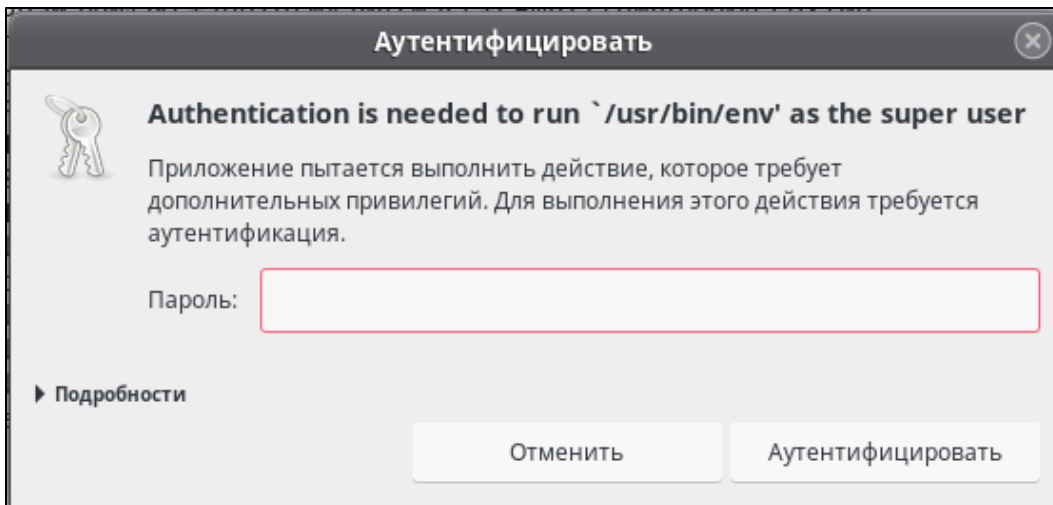 Аутентифицировать
Authentication is needed to run `/usr/bin/env' as the super user
Приложение пытается выполнить действие, которое требует
дополнительных привилегий. Для выполнения этого действия требуется
аутентификация.
Пароль:
Подробности
Отменить
Аутентифицировать